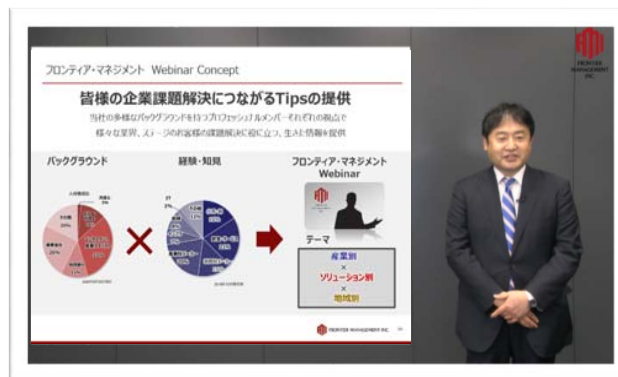 フロンティア・マネジメント Webinar Concept
皆様の企業課題解決につながるTipsの提供
当社の多様なバックグラウンドを持つプロフェッショナルメンバーそれぞれの視点で
様々な業界、ステージのお客様の課題解決に役に立つ、生きた情報を提供
バックグラウンド
経験・知見
フロンティア・マネジメント
Webinar
テーマ
産業別
×
ソリューション別
×
地域別
FRONTIER MANAGEMENT INC.
FRONTIER
MANAGEMENT
INC.